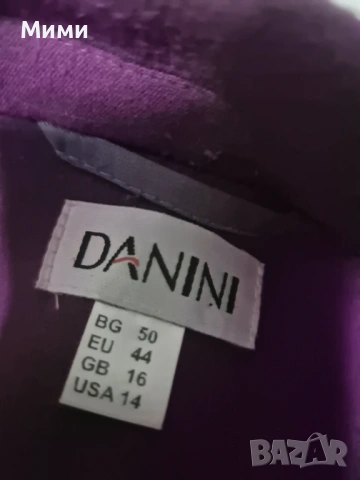 Мими
DANINI
BG 50
EU 44
GB 16
USA 14
BAZAR